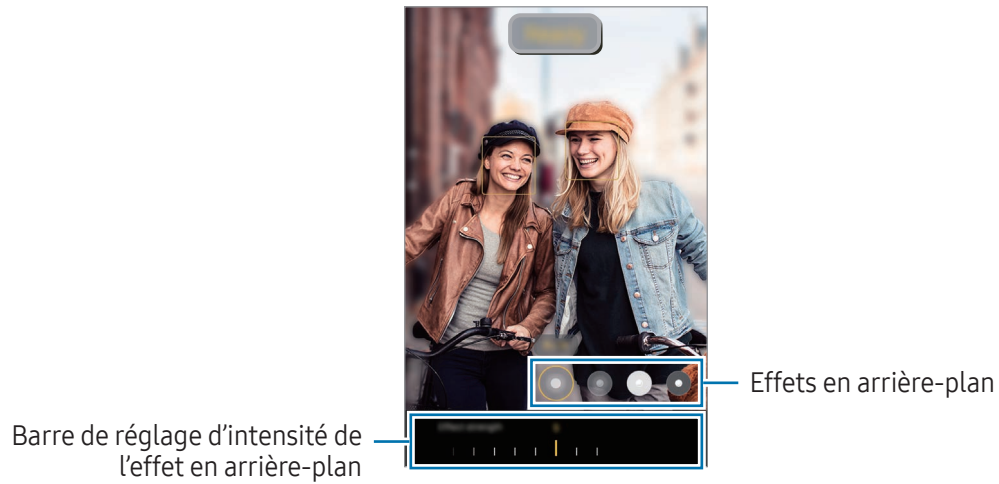 Effets en arrière-plan
Barre de réglage d'intensité de
l'effet en arrière-plan